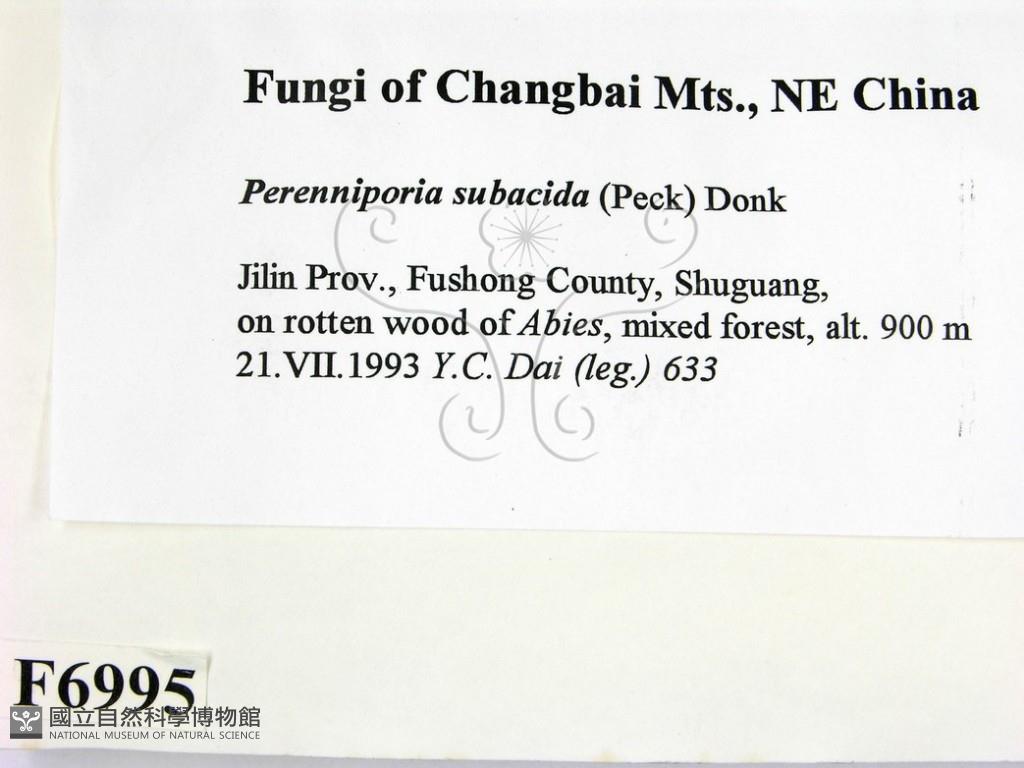 Fungi of Changbai Mts., NE China
Perenniporia subacida (Peck) Donk
Jilin Prov., Fushong County, Shuguang,
on rotten wood of Abies, mixed forest, alt. 900 m
21.VII.1993 Y.C. Dai (leg.) 633
F6995
國立自然科學博物館
NATIONAL MUSEUM OF NATURAL SCIENCE